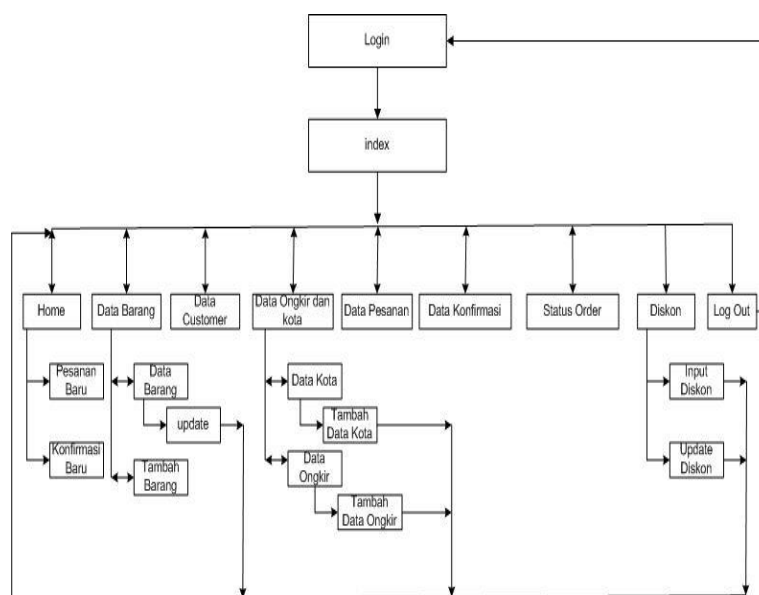 Login
index
Home
Data Barang
Data
Customer
Data Ongkir dan
kota
Data Pesanan
Data Konfirmasi
Status Order
Diskon
Log Out
Pesanan
Baru
Konfirmasi
Baru
Data
Barang
update
Tambah
Barang
Data Kota
Tambah
Data Kota
Data
Ongkir
Tambah
Data Ongkir
Input
Diskon
Update
Diskon